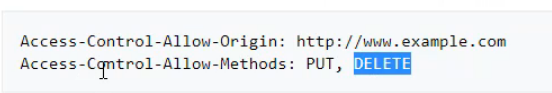 Access-Control-Allow-Origin: http://www.example.com
Access-Control-Allow-Methods: PUT, DELETE